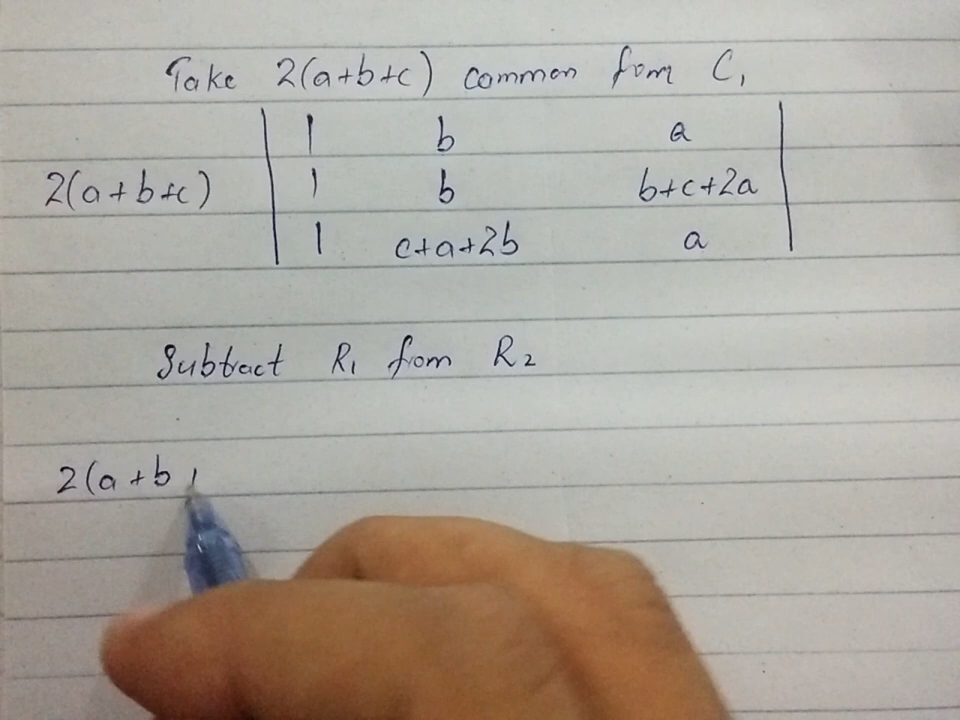 Take 2(a+b+c) common from C₁
| 1 b a |
2(a+b+c) | 1 b b+c+2a |
| 1 c+a+2b a |
Subtract R₁ from R₂
2(a+b